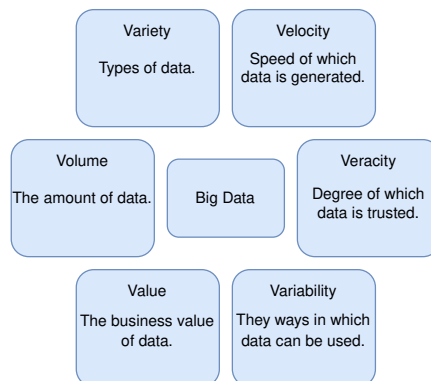 Variety
Types of data.
Velocity
Speed of which
data is generated.
Volume
The amount of data.
Big Data
Veracity
Degree of which
data is trusted.
Value
The business value
of data.
Variability
They ways in which
data can be used.